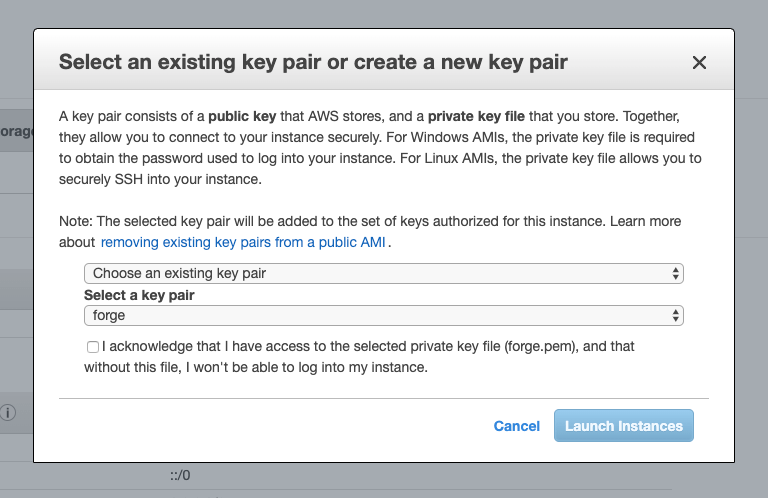 Select an existing key pair or create a new key pair
A key pair consists of a public key that AWS stores, and a private key file that you store. Together,
they allow you to connect to your instance securely. For Windows AMIs, the private key file is required
to obtain the password used to log into your instance. For Linux AMIs, the private key file allows you to
securely SSH into your instance.
Note: The selected key pair will be added to the set of keys authorized for this instance. Learn more
about removing existing key pairs from a public AMI .
Choose an existing key pair
Select a key pair
forge
I acknowledge that I have access to the selected private key file (forge.pem), and that
without this file, I won't be able to log into my instance.
Cancel Launch Instances
::/0